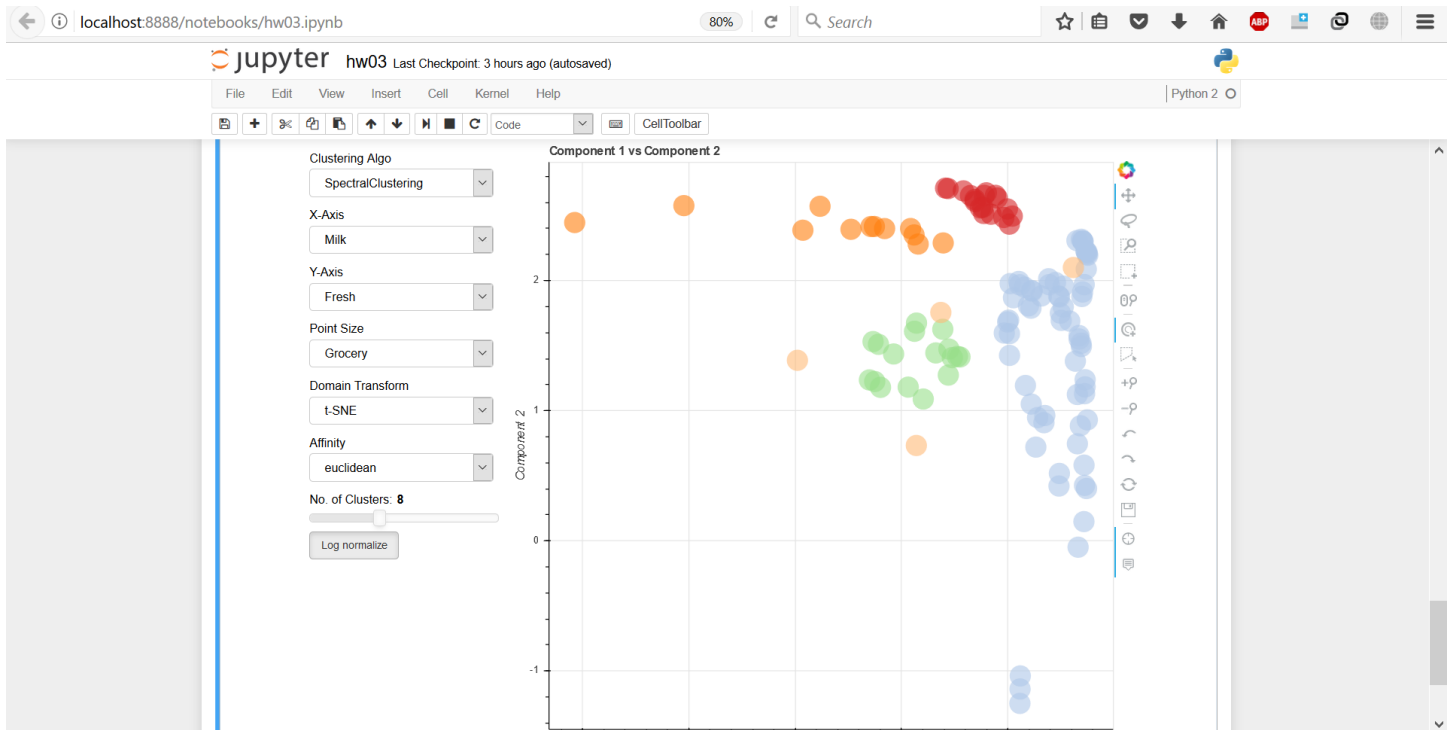 localhost:8888/notebooks/hw03.ipynb
80%
Search
ABP
jupyter hw03 Last Checkpoint: 3 hours ago (autosaved)
File Edit View Insert Cell Kernel Help
Python 2
Code
CellToolbar
Clustering Algo
SpectralClustering
X-Axis
Milk
Y-Axis
Fresh
Point Size
Grocery
Domain Transform
t-SNE
Affinity
euclidean
No. of Clusters: 8
Log normalize
Component 1 vs Component 2
2
1
0
-1
Component 2